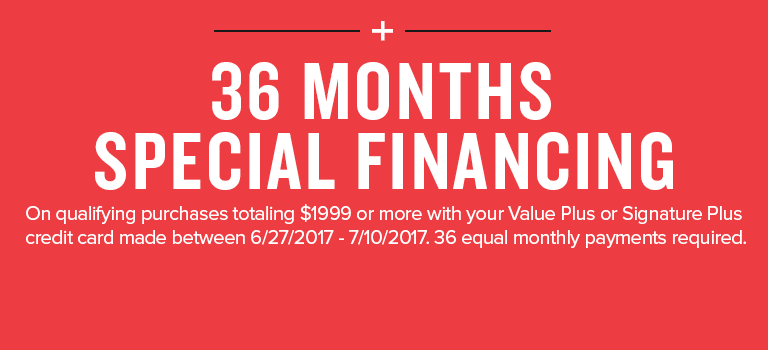 +
36 MONTHS
SPECIAL FINANCING
On qualifying purchases totaling $1999 or more with your Value Plus or Signature Plus
credit card made between 6/27/2017 - 7/10/2017. 36 equal monthly payments required.